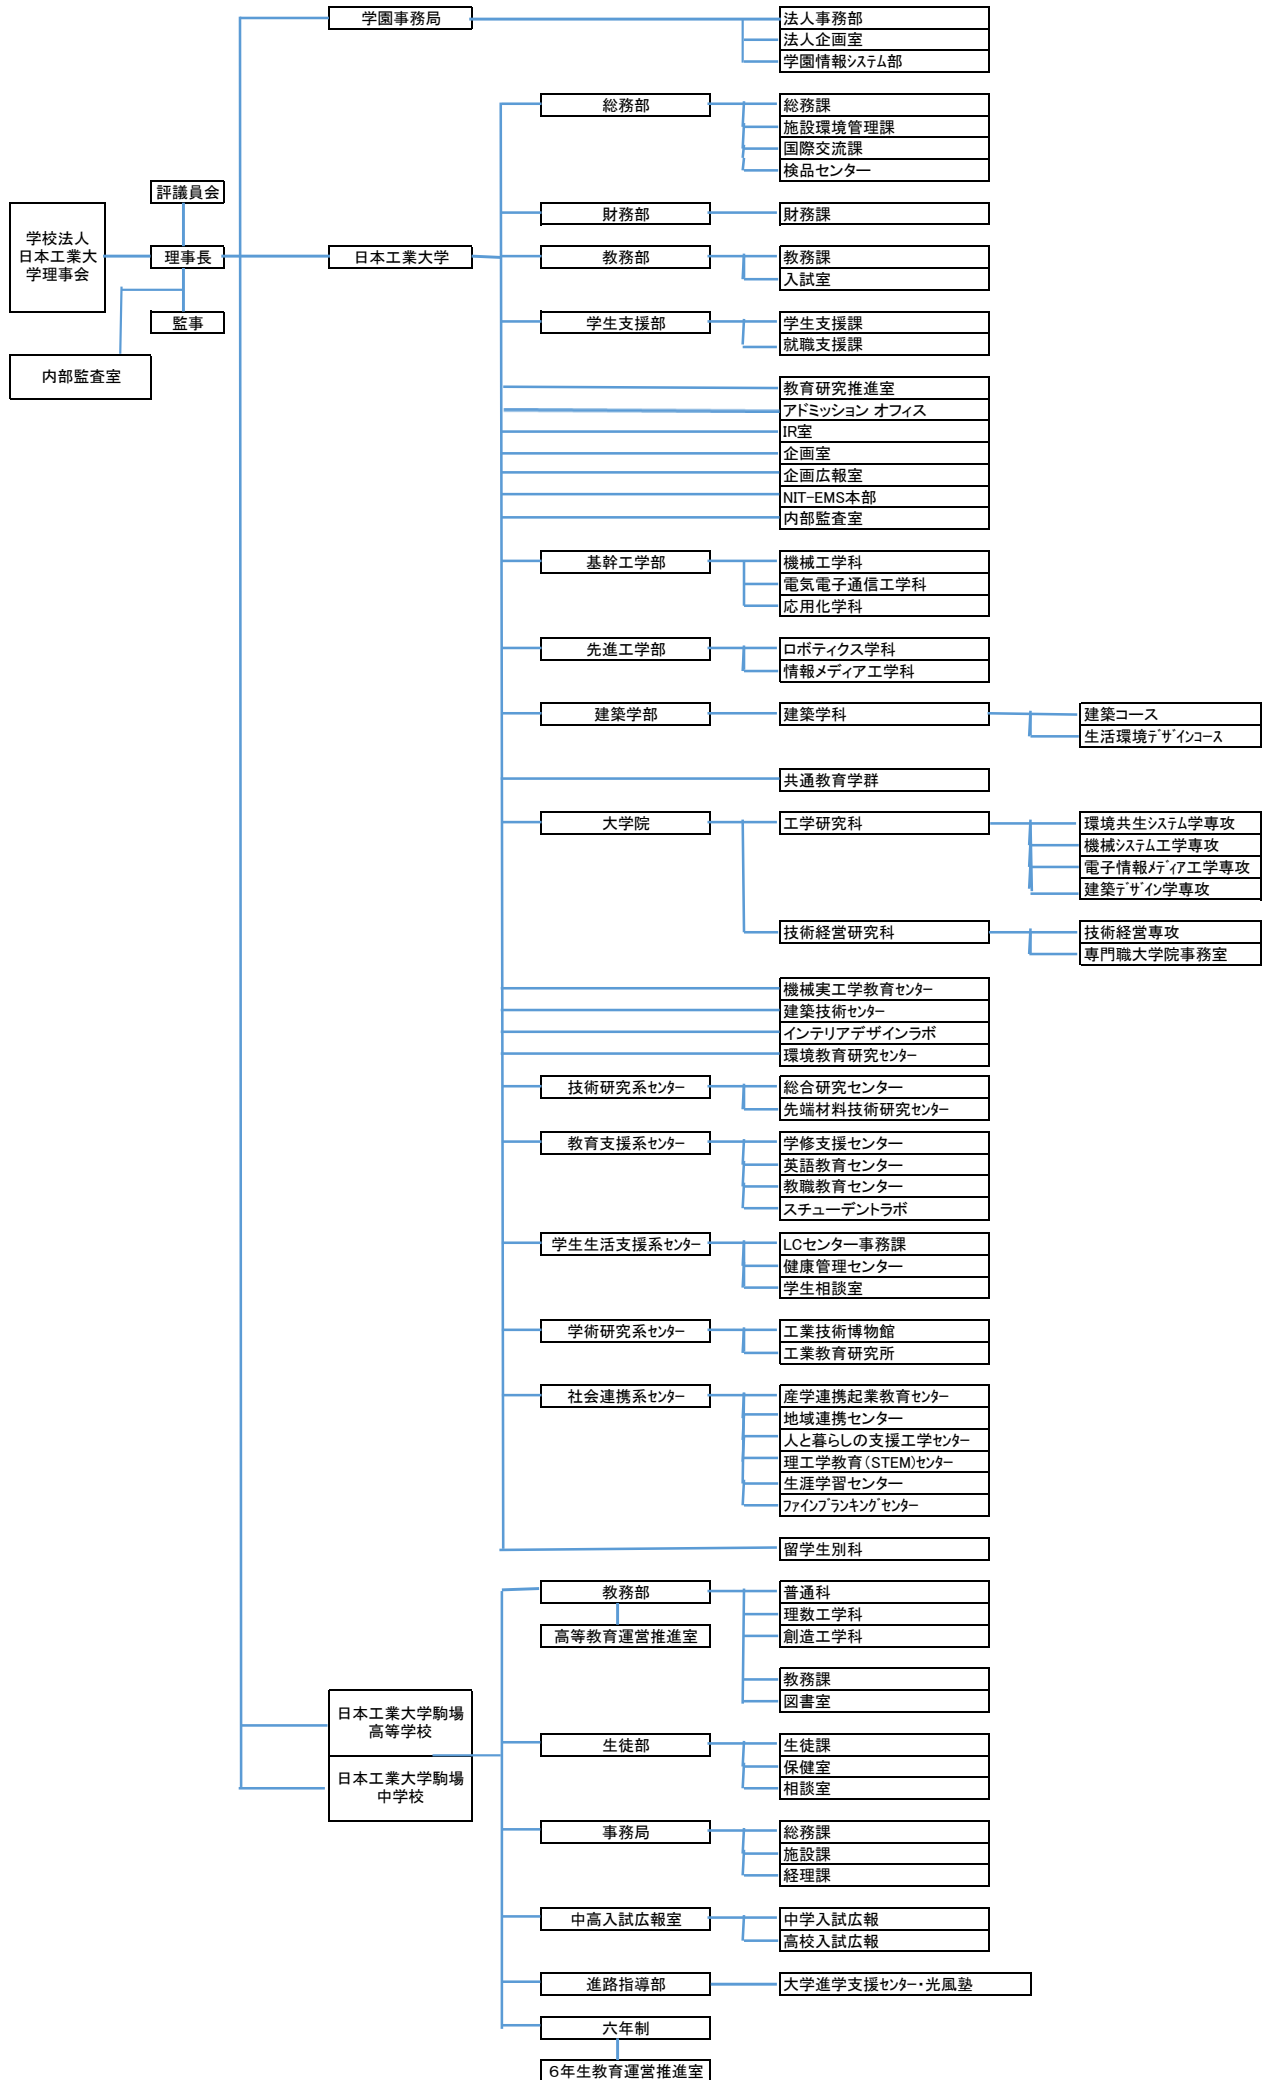 学園事務局
法人事務部
法人企画室
学園情報ｼｽﾃﾑ部
総務部
総務課
施設環境管理課
国際交流課
検品センター
評議員会
学校法人
日本工業大
学理事会
理事長
監事
内部監査室
日本工業大学
財務部
財務課
教務部
教務課
入試室
学生支援部
学生支援課
就職支援課
教育研究推進室
アドミッション オフィス
IR室
企画室
企画広報室
NIT-EMS本部
内部監査室
基幹工学部
機械工学科
電気電子通信工学科
応用化学科
先進工学部
ロボティクス学科
情報メディア工学科
建築学部
建築学科
建築コース
生活環境ﾃﾞｻﾞｲﾝｺｰｽ
共通教育学群
大学院
工学研究科
環境共生ｼｽﾃﾑ学専攻
機械ｼｽﾃﾑ工学専攻
電子情報ﾒﾃﾞｨｱ工学専攻
建築ﾃﾞｻﾞｲﾝ学専攻
技術経営研究科
技術経営専攻
専門職大学院事務室
機械実工学教育ｾﾝﾀｰ
建築技術ｾﾝﾀｰ
インテリアデザインラボ
環境教育研究ｾﾝﾀｰ
技術研究系ｾﾝﾀｰ
総合研究センター
先端材料技術研究ｾﾝﾀｰ
教育支援系ｾﾝﾀｰ
学修支援センター
英語教育センター
教職教育センター
スチューデントラボ
学生生活支援系ｾﾝﾀｰ
LCセンター事務課
健康管理センター
学生相談室
学術研究系ｾﾝﾀｰ
工業技術博物館
工業教育研究所
社会連携系ｾﾝﾀｰ
産学連携起業教育ｾﾝﾀｰ
地域連携センター
人と暮らしの支援工学ｾﾝﾀｰ
理工学教育（STEM)ｾﾝﾀｰ
生涯学習センター
ﾌｧｲﾝﾌﾞﾗﾝｷﾝｸﾞｾﾝﾀｰ
留学生別科
教務部
高等教育運営推進室
普通科
理数工学科
創造工学科
教務課
図書室
日本工業大学駒場
高等学校
日本工業大学駒場
中学校
生徒部
生徒課
保健室
相談室
事務局
総務課
施設課
経理課
中高入試広報室
中学入試広報
高校入試広報
進路指導部
大学進学支援ｾﾝﾀｰ・光風塾
六年制
６年生教育運営推進室